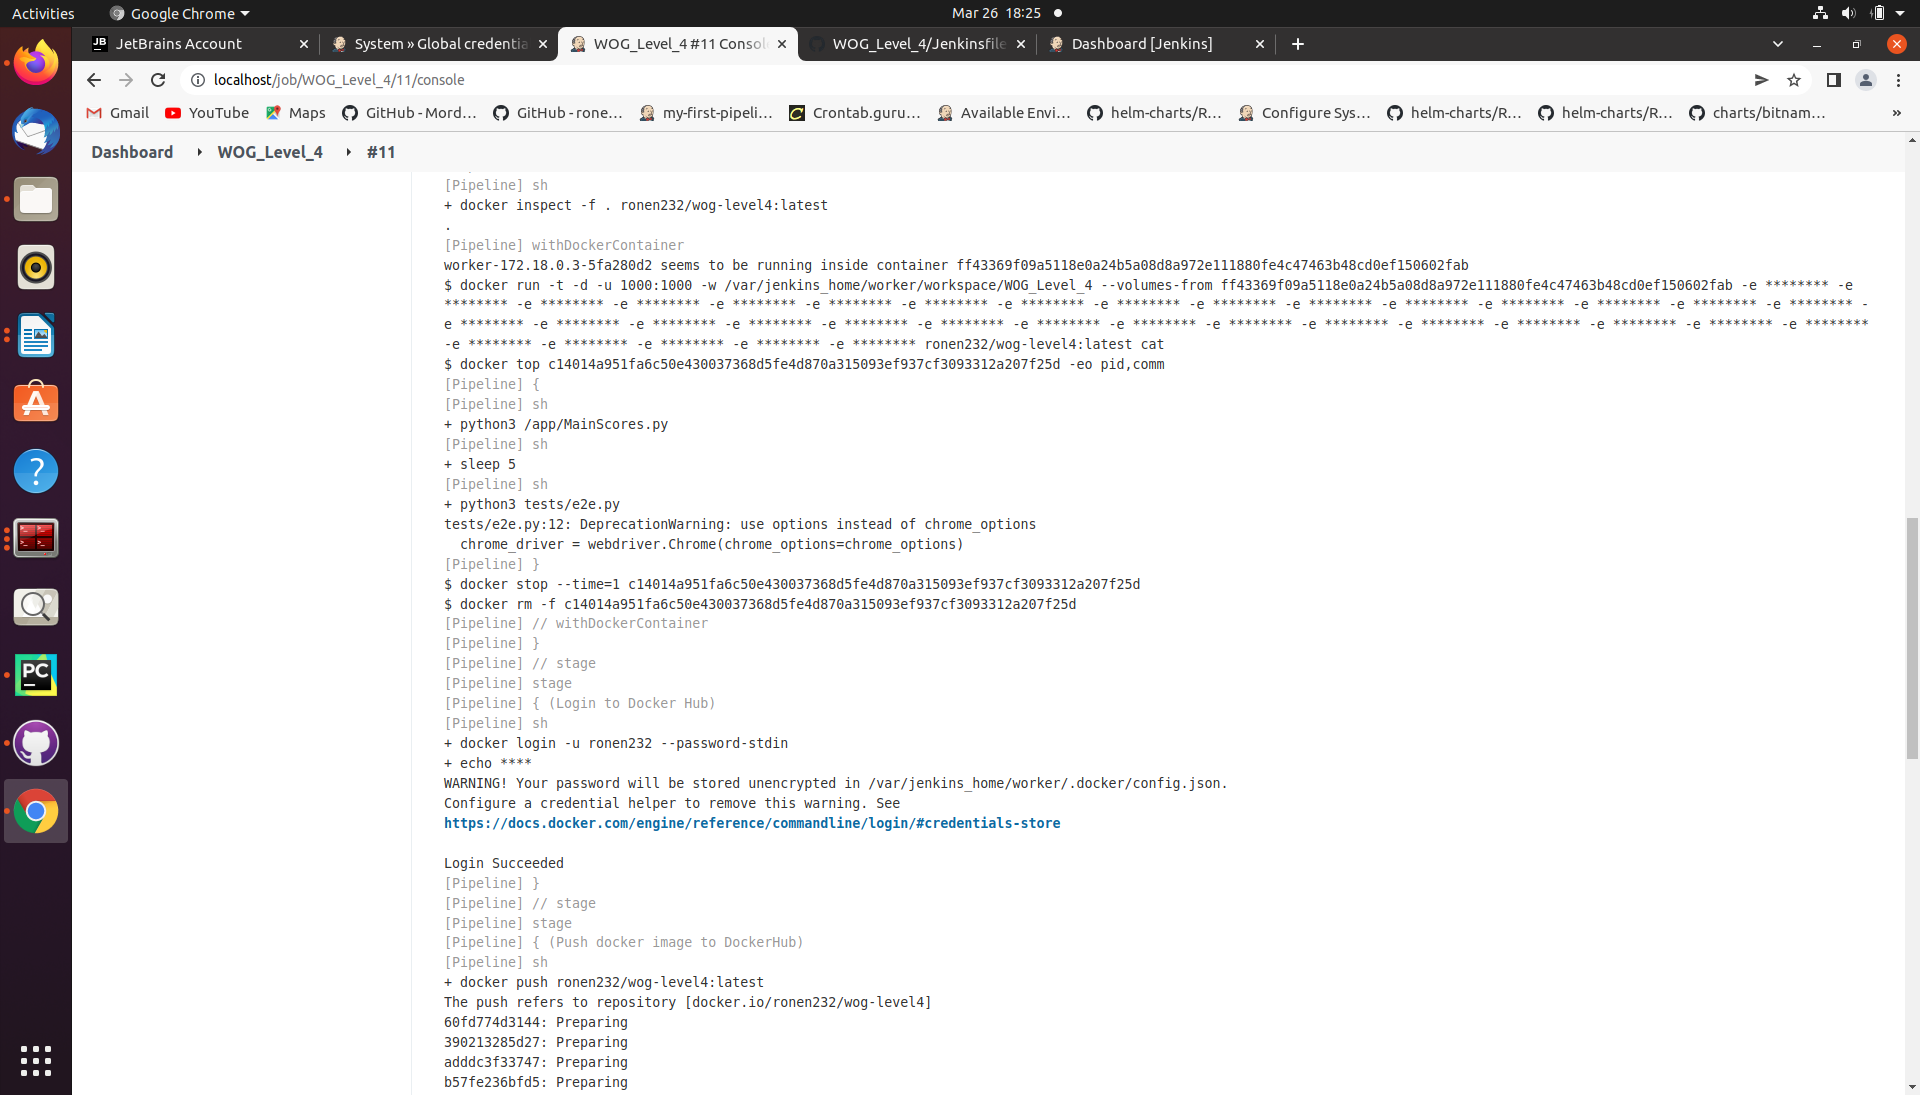 Activities
Google Chrome
Mar 26 18:25
JB
JetBrains Account
System » Global credentia
WOG_Level_4 #11 Consol
WOG_Level_4/Jenkinsfile
Dashboard [Jenkins]
localhost/job/WOG_Level_4/11/console
Gmail
YouTube
Maps
GitHub - Mord…
GitHub - rone…
my-first-pipeli…
Crontab.guru…
Available Envi…
helm-charts/R…
Configure Sys…
helm-charts/R…
helm-charts/R…
charts/bitnam…
»
Dashboard
WOG_Level_4
#11
[Pipeline] sh
+ docker inspect -f . ronen232/wog-level4:latest
.
[Pipeline] withDockerContainer
worker-172.18.0.3-5fa280d2 seems to be running inside container ff43369f09a5118e0a24b5a08d8a972e111880fe4c47463b48cd0ef150602fab
$ docker run -t -d -u 1000:1000 -w /var/jenkins_home/worker/workspace/WOG_Level_4 --volumes-from ff43369f09a5118e0a24b5a08d8a972e111880fe4c47463b48cd0ef150602fab -e ******** -e
******** -e ******** -e ******** -e ******** -e ******** -e ******** -e ******** -e ******** -e ******** -e ******** -e ******** -e ******** -e ******** -e ******** -
e ******** -e ******** -e ******** -e ******** -e ******** -e ******** -e ******** -e ******** -e ******** -e ******** -e ******** -e ******** -e ******** -e ******** -e ********
-e ******** -e ******** -e ******** -e ******** -e ******** ronen232/wog-level4:latest cat
$ docker top c14014a951fa6c50e430037368d5fe4d870a315093ef937cf3093312a207f25d -eo pid,comm
[Pipeline] {
[Pipeline] sh
+ python3 /app/MainScores.py
[Pipeline] sh
+ sleep 5
[Pipeline] sh
+ python3 tests/e2e.py
tests/e2e.py:12: DeprecationWarning: use options instead of chrome_options
chrome_driver = webdriver.Chrome(chrome_options=chrome_options)
[Pipeline] }
$ docker stop --time=1 c14014a951fa6c50e430037368d5fe4d870a315093ef937cf3093312a207f25d
$ docker rm -f c14014a951fa6c50e430037368d5fe4d870a315093ef937cf3093312a207f25d
[Pipeline] // withDockerContainer
[Pipeline] }
[Pipeline] // stage
[Pipeline] stage
[Pipeline] { (Login to Docker Hub)
[Pipeline] sh
+ docker login -u ronen232 --password-stdin
+ echo ****
WARNING! Your password will be stored unencrypted in /var/jenkins_home/worker/.docker/config.json.
Configure a credential helper to remove this warning. See
https://docs.docker.com/engine/reference/commandline/login/#credentials-store
Login Succeeded
[Pipeline] }
[Pipeline] // stage
[Pipeline] stage
[Pipeline] { (Push docker image to DockerHub)
[Pipeline] sh
+ docker push ronen232/wog-level4:latest
The push refers to repository [docker.io/ronen232/wog-level4]
60fd774d3144: Preparing
390213285d27: Preparing
adddc3f33747: Preparing
b57fe236bfd5: Preparing
?
PC